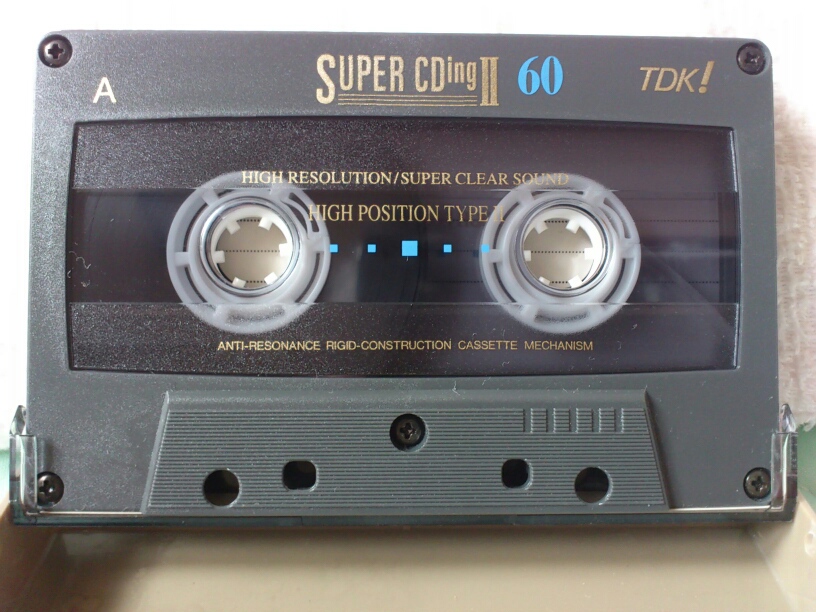 A
SUPER CDing II 60
TDK!
HIGH RESOLUTION/SUPER CLEAR SOUND
HIGH POSITION TYPE II
ANTI-RESONANCE RIGID-CONSTRUCTION CASSETTE MECHANISM